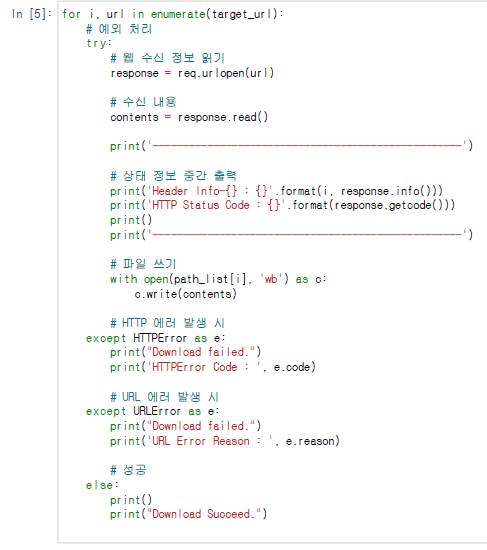 In [5]: for i, url in enumerate(target_url):
    # 예외 처리
    try:
        # 웹 수신 정보 읽기
        response = req.urlopen(url)

        # 수신 내용
        contents = response.read()

        print('---------------------------------------------------')

        # 상태 정보 중간 출력
        print('Header Info-{} : {}'.format(i, response.info()))
        print('HTTP Status Code : {}'.format(response.getcode()))
        print()
        print('---------------------------------------------------')

        # 파일 쓰기
        with open(path_list[i], 'wb') as c:
            c.write(contents)

        # HTTP 에러 발생 시
    except HTTPError as e:
        print("Download failed.")
        print('HTTPError Code : ', e.code)

        # URL 에러 발생 시
    except URLError as e:
        print("Download failed.")
        print('URL Error Reason : ', e.reason)

        # 성공
    else:
        print()
        print("Download Succeed.")